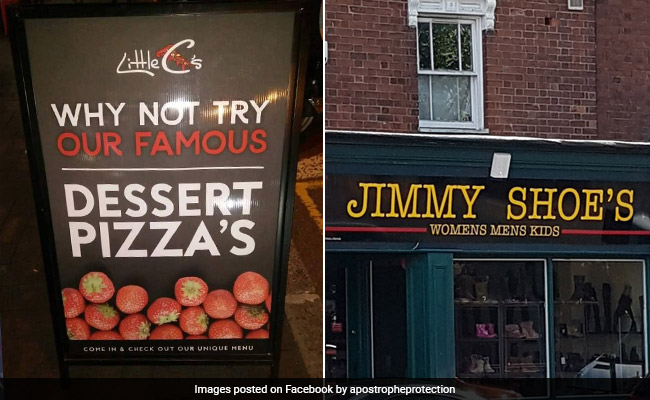 Little C's
WHY NOT TRY
OUR FAMOUS
DESSERT
PIZZA'S
COME IN & CHECK OUT OUR UNIQUE MENU
JIMMY SHOE'S
WOMENS MENS KIDS
Images posted on Facebook by apostropheprotection